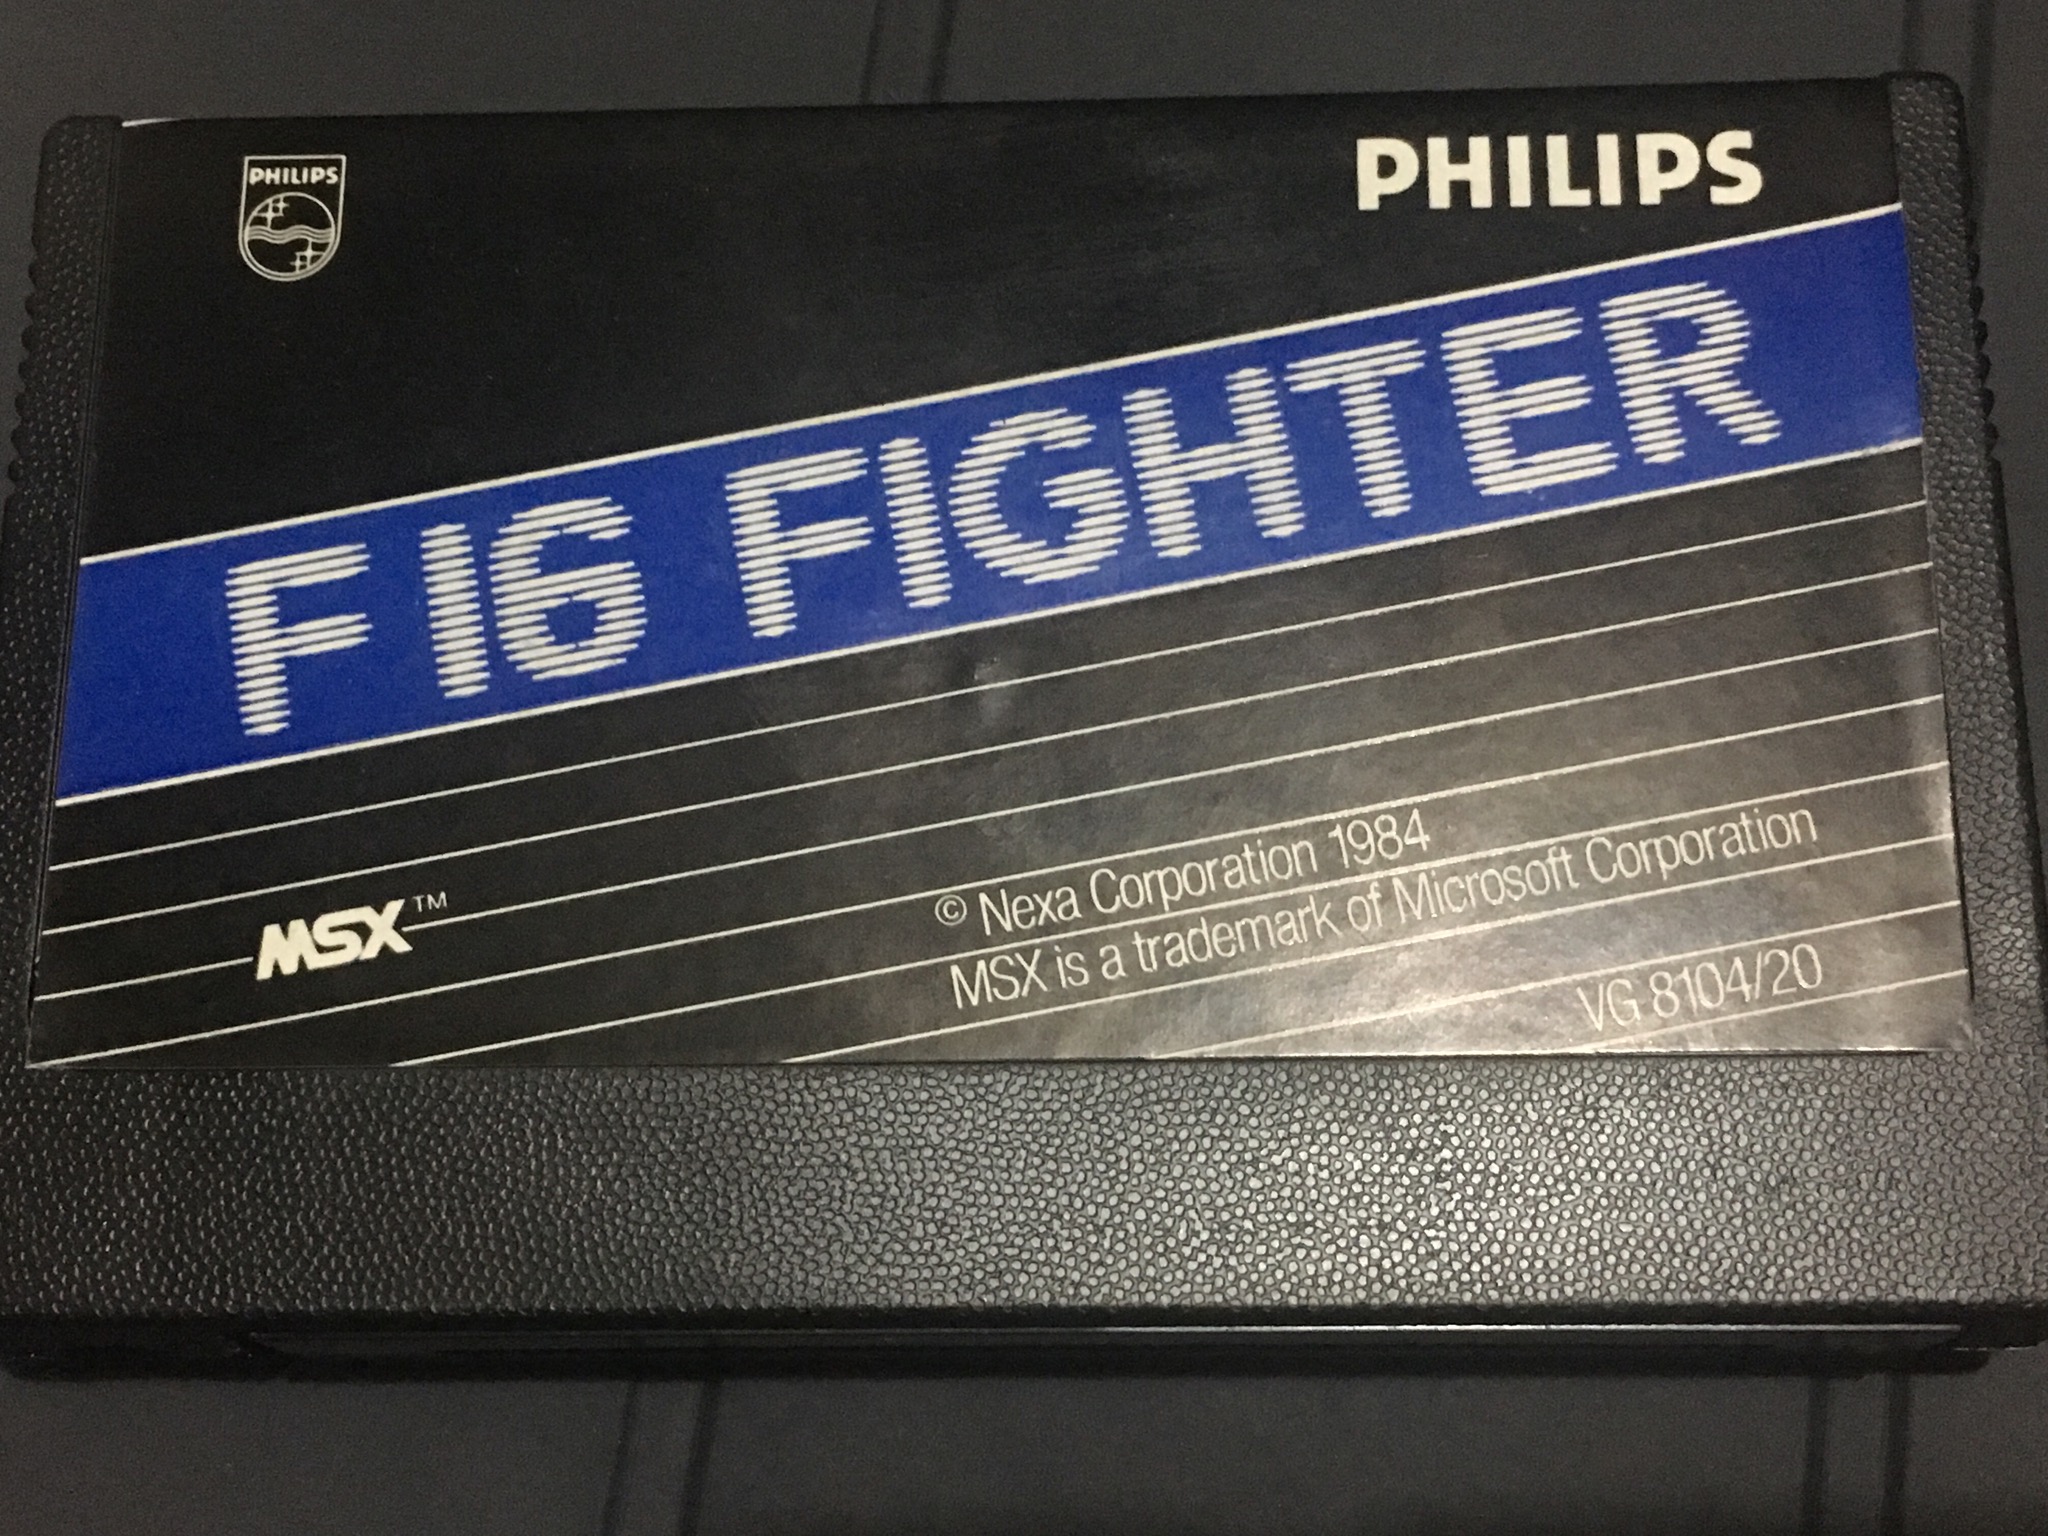 PHILIPS
PHILIPS
F16 FIGHTER
MSX™
© Nexa Corporation 1984
MSX is a trademark of Microsoft Corporation
VG 8104/20